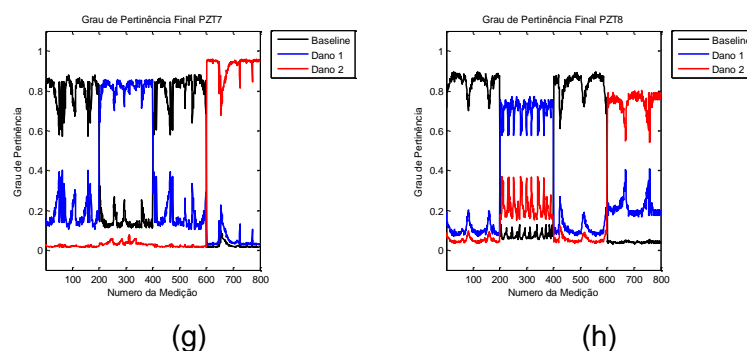 Grau de Pertinência Final PZT7
Grau de Pertinência
1
0.8
0.6
0.4
0.2
0
100 200 300 400 500 600 700 800
Numero da Medição
Baseline
Dano 1
Dano 2
(g)
Grau de Pertinência Final PZT8
Grau de Pertinência
1
0.8
0.6
0.4
0.2
0
100 200 300 400 500 600 700 800
Numero da Medição
Baseline
Dano 1
Dano 2
(h)